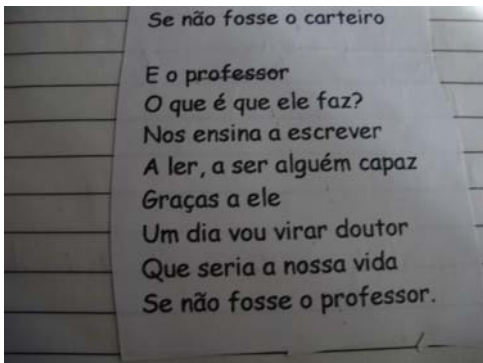 Se não fosse o carteiro
E o professor
O que é que ele faz?
Nos ensina a escrever
A ler, a ser alguém capaz
Graças a ele
Um dia vou virar doutor
Que seria a nossa vida
Se não fosse o professor.